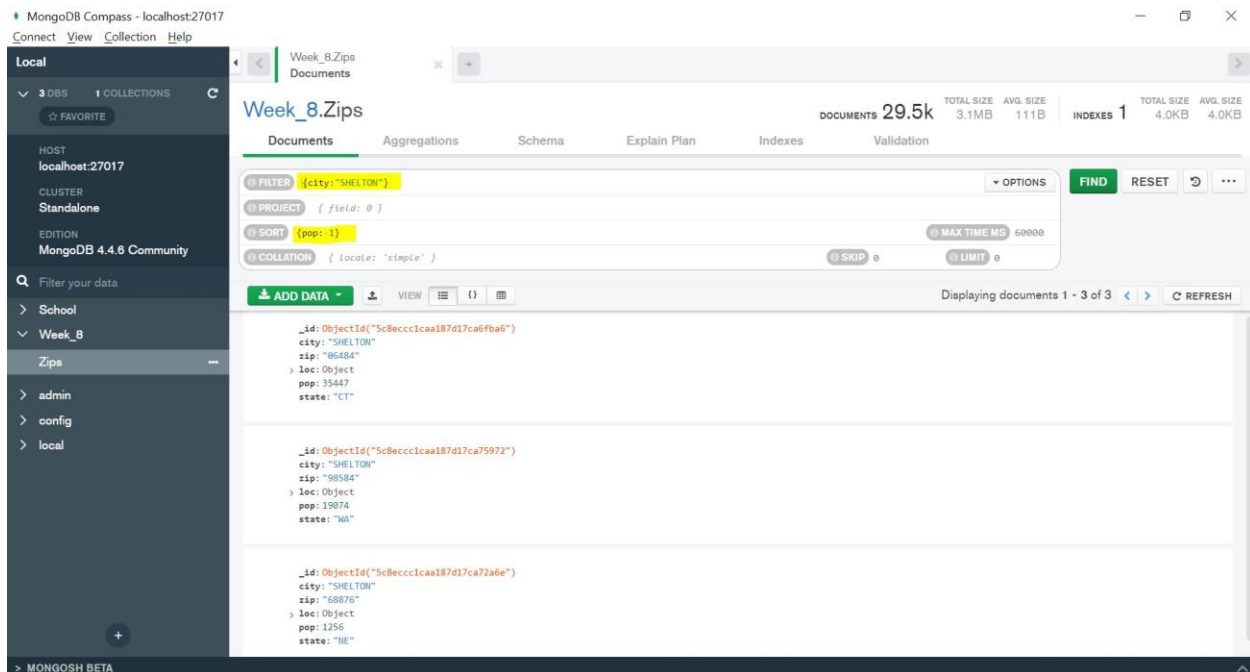 MongoDB Compass - localhost:27017
Connect View Collection Help
Local
3 DBS 1 COLLECTIONS
☆ FAVORITE
HOST
localhost:27017
CLUSTER
Standalone
EDITION
MongoDB 4.4.6 Community
Filter your data
School
Week_8
Zips
admin
config
local
> MONGOSH BETA
Week_8.Zips
Documents
Week_8.Zips
DOCUMENTS 29.5k TOTAL SIZE 3.1MB AVG. SIZE 111B INDEXES 1 TOTAL SIZE 4.0KB AVG. SIZE 4.0KB
Documents Aggregations Schema Explain Plan Indexes Validation
FILTER {city:"SHELTON"} OPTIONS FIND RESET ...
PROJECT { field: 0 }
SORT {pop:-1} MAX TIME MS 60000
COLLATION { locale: 'simple' } SKIP 0 LIMIT 0
ADD DATA VIEW {} Displaying documents 1 - 3 of 3 < > REFRESH
_id: ObjectId("5c8eccc1caa187d17ca6fba6")
city: "SHELTON"
zip: "06484"
> loc: Object
pop: 35447
state: "CT"
_id: ObjectId("5c8eccc1caa187d17ca75972")
city: "SHELTON"
zip: "98584"
> loc: Object
pop: 19074
state: "WA"
_id: ObjectId("5c8eccc1caa187d17ca72a6e")
city: "SHELTON"
zip: "68876"
> loc: Object
pop: 1256
state: "NE"